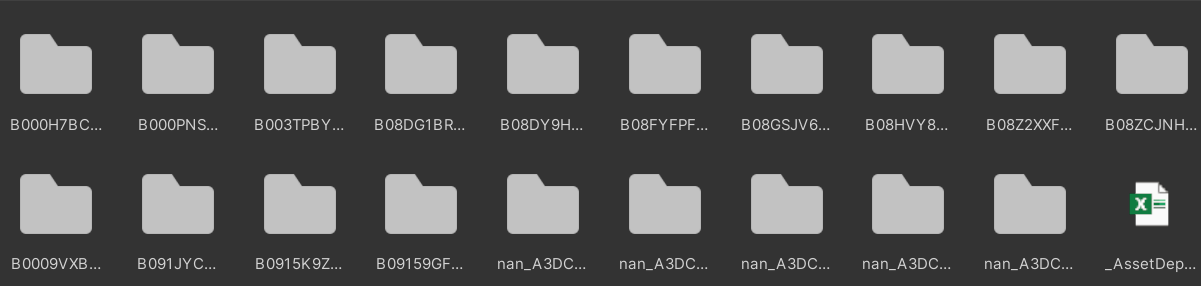 B000H7BC... B000PNS... B003TPBY... B08DG1BR... B08DY9H... B08FYFPF... B08GSJV6... B08HVY8... B08Z2XXF... B08ZCJNH...
B0009VXB... B091JYC... B0915K9Z... B09159GF... nan_A3DC... nan_A3DC... nan_A3DC... nan_A3DC... nan_A3DC... _AssetDep...